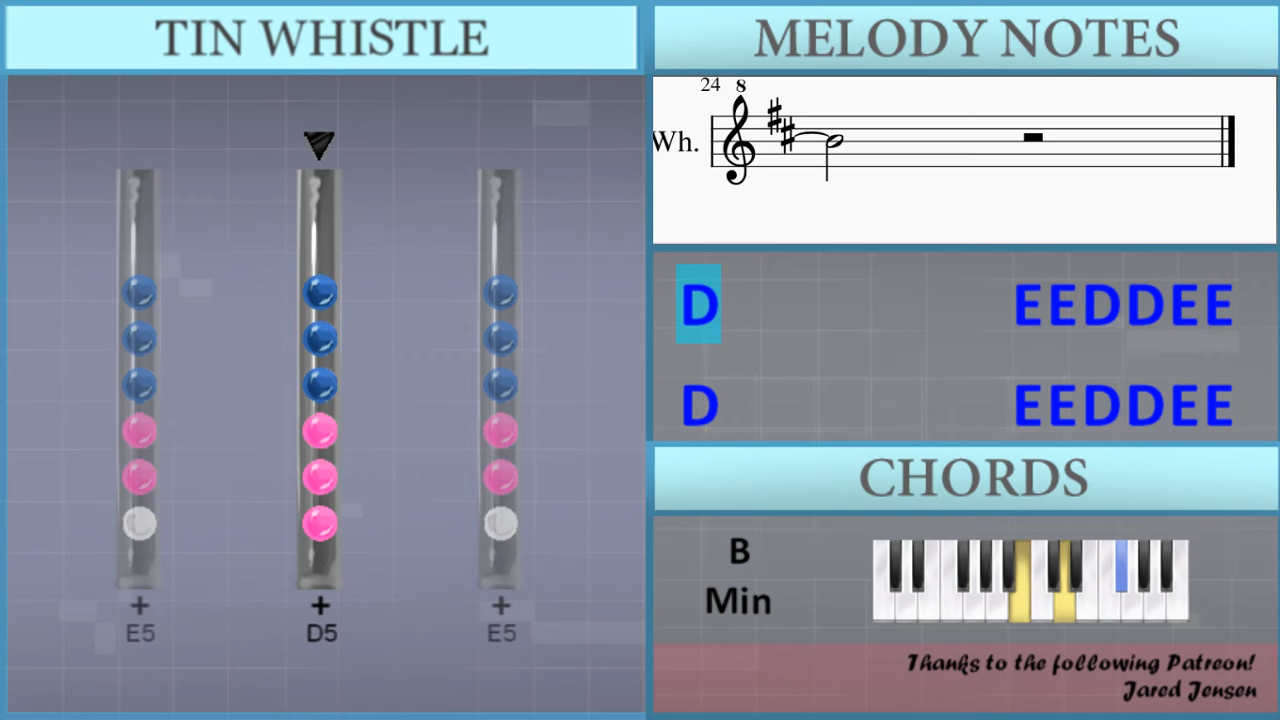 TIN WHISTLE
+
E5
+
D5
+
E5
MELODY NOTES
24 8
Wh.
D EEDDEE
D EEDDEE
CHORDS
B
Min
Thanks to the following Patreon!
Jared Jensen